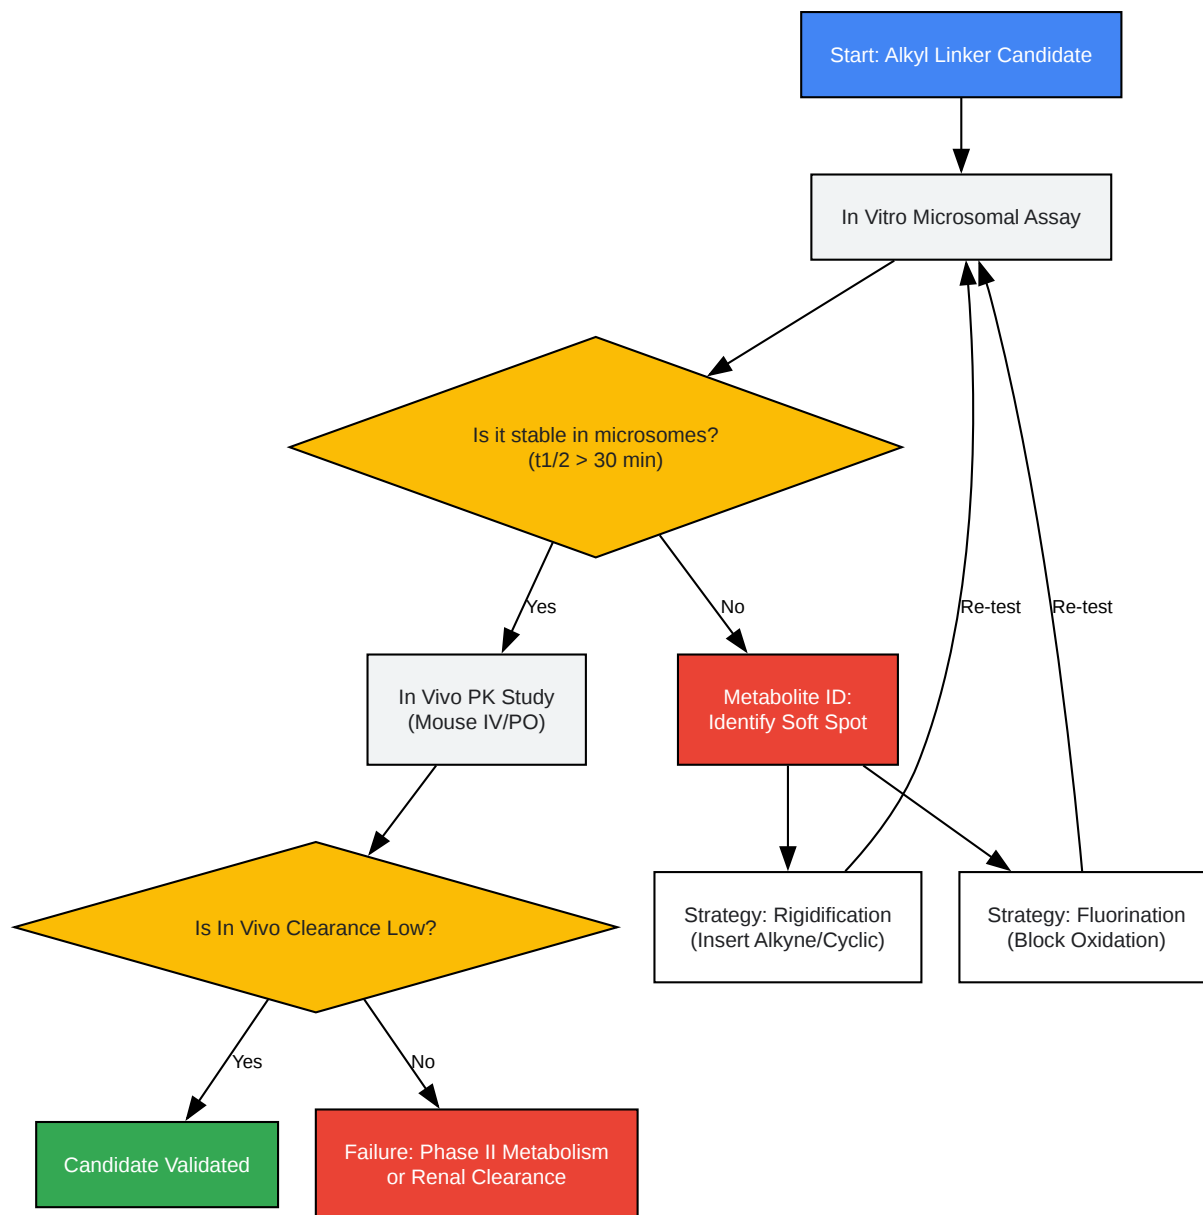 Start: Alkyl Linker Candidate
In Vitro Microsomal Assay
Is it stable in microsomes?
(t1/2 > 30 min)
Yes
No
Re-test
Re-test
In Vivo PK Study
(Mouse IV/PO)
Metabolite ID:
Identify Soft Spot
Strategy: Rigidification
(Insert Alkyne/Cyclic)
Strategy: Fluorination
(Block Oxidation)
Is In Vivo Clearance Low?
Yes
No
Candidate Validated
Failure: Phase II Metabolism
or Renal Clearance